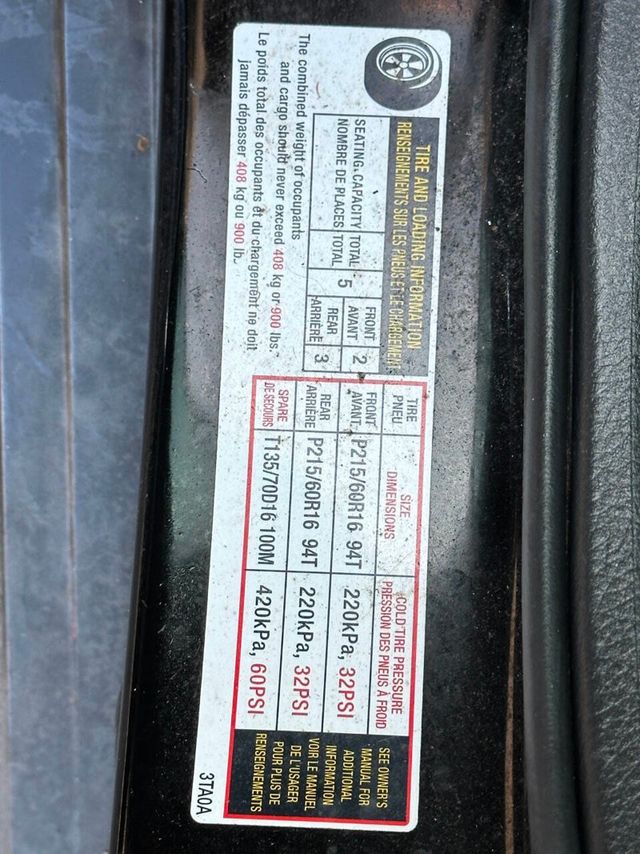 TIRE AND LOADING INFORMATION
RENSEIGNEMENTS SUR LES PNEUS ET LE CHARGEMENT
SEATING CAPACITY
NOMBRE DE PLACES
TOTAL
TOTAL
5
FRONT
AVANT
2
REAR
ARRIÈRE
3
The combined weight of occupants
and cargo should never exceed 408 kg or 900 lbs.
Le poids total des occupants et du chargement ne doit
jamais dépasser 408 kg ou 900 lb.
TIRE
PNEU
SIZE
DIMENSIONS
COLD TIRE PRESSURE
PRESSION DES PNEUS À FROID
FRONT
AVANT
P215/60R16 94T
220kPa, 32PSI
REAR
ARRIÈRE
P215/60R16 94T
220kPa, 32PSI
SPARE
DE SECOURS
T135/70D16 100M
420kPa, 60PSI
SEE OWNER'S
MANUAL FOR
ADDITIONAL
INFORMATION
VOIR LE MANUEL
DE L'USAGER
POUR PLUS DE
RENSEIGNEMENTS
3TA0A